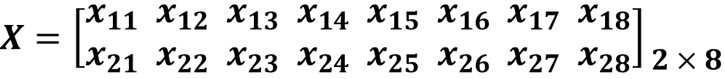 X = [x11 x12 x13 x14 x15 x16 x17 x18
x21 x22 x23 x24 x25 x26 x27 x28] 2 × 8